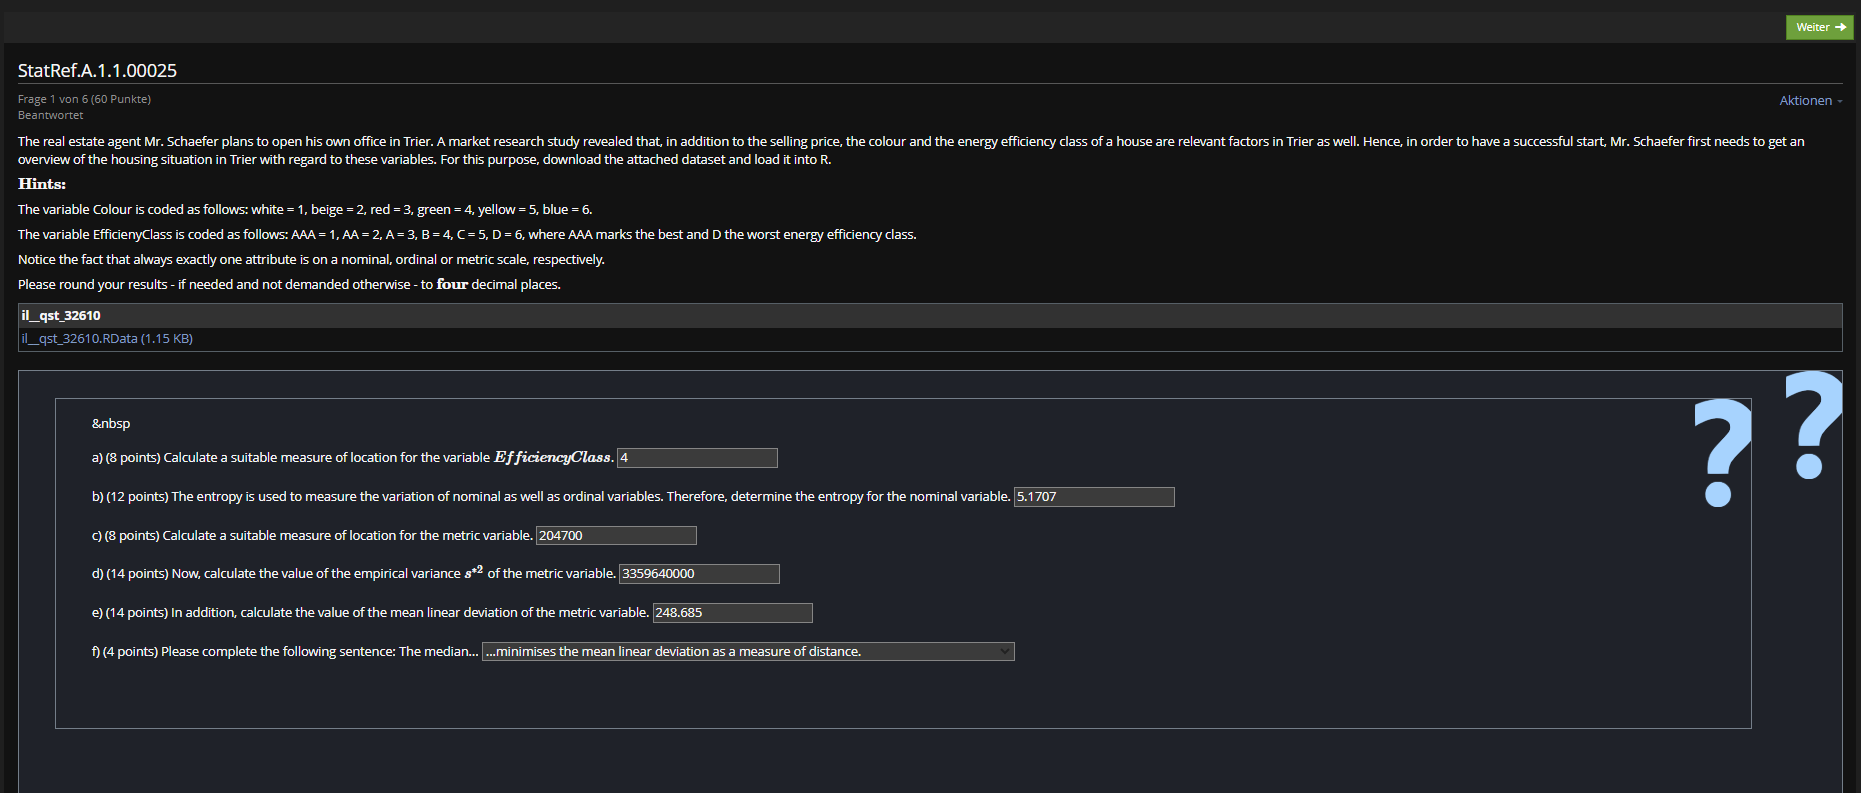 Weiter
StatRef.A.1.1.00025
Frage 1 von 6 (60 Punkte)
Aktionen
Beantwortet
The real estate agent Mr. Schaefer plans to open his own office in Trier. A market research study revealed that, in addition to the selling price, the colour and the energy efficiency class of a house are relevant factors in Trier as well. Hence, in order to have a successful start, Mr. Schaefer first needs to get an
overview of the housing situation in Trier with regard to these variables. For this purpose, download the attached dataset and load it into R.
Hints:
The variable Colour is coded as follows: white = 1, beige = 2, red = 3, green = 4, yellow = 5, blue = 6.
The variable EfficienyClass is coded as follows: AAA = 1, AA = 2, A = 3, B = 4, C = 5, D = 6, where AAA marks the best and D the worst energy efficiency class.
Notice the fact that always exactly one attribute is on a nominal, ordinal or metric scale, respectively.
Please round your results - if needed and not demanded otherwise - to four decimal places.
il__qst_32610
il__qst_32610.RData (1.15 KB)
? ?
&nbsp
a) (8 points) Calculate a suitable measure of location for the variable EfficiencyClass. 4
b) (12 points) The entropy is used to measure the variation of nominal as well as ordinal variables. Therefore, determine the entropy for the nominal variable. 5.1707
c) (8 points) Calculate a suitable measure of location for the metric variable. 204700
d) (14 points) Now, calculate the value of the empirical variance s*2 of the metric variable. 3359640000
e) (14 points) In addition, calculate the value of the mean linear deviation of the metric variable. 248.685
f) (4 points) Please complete the following sentence: The median... ...minimises the mean linear deviation as a measure of distance.